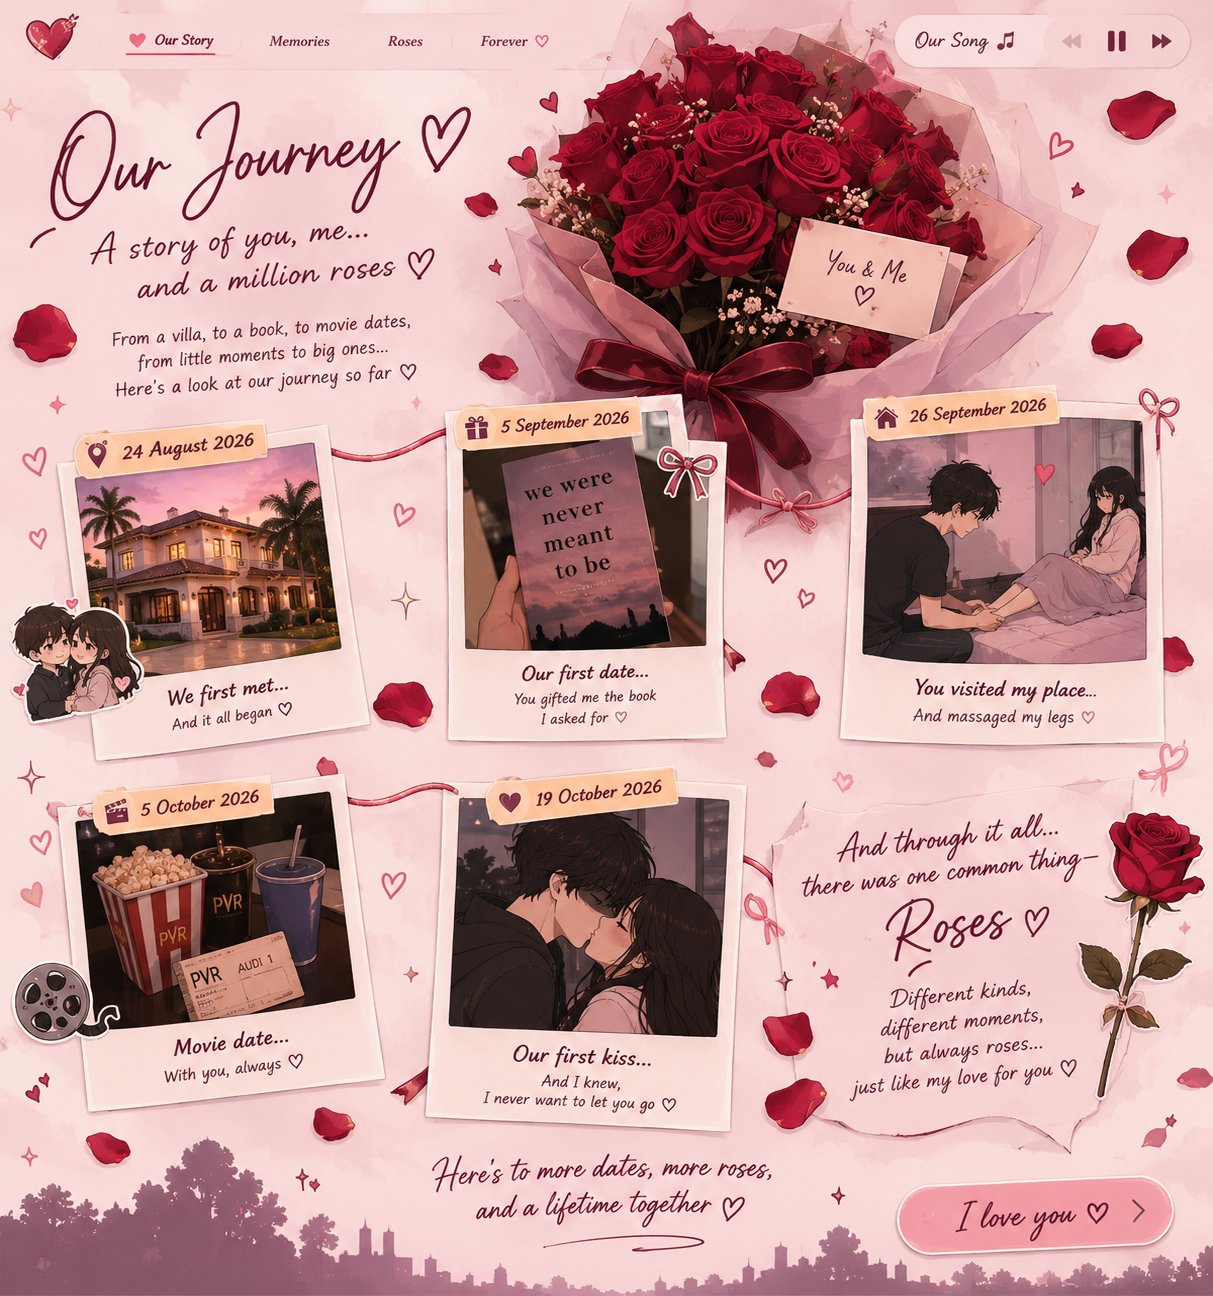 Our Story
Memories
Roses
Forever ♡
Our Song ♫
Our Journey ♡
A story of you, me...
and a million roses ♡
From a villa, to a book, to movie dates,
from little moments to big ones...
Here's a look at our journey so far ♡
You & Me
♡
24 August 2026
We first met...
And it all began ♡
5 September 2026
we were
never
meant
to be
Our first date...
You gifted me the book
I asked for ♡
26 September 2026
You visited my place...
And massaged my legs ♡
5 October 2026
PVR
PVR
PVR AUDI 1
Movie date...
With you, always ♡
19 October 2026
Our first kiss...
And I knew,
I never want to let you go ♡
And through it all...
there was one common thing—
Roses ♡
Different kinds,
different moments,
but always roses...
just like my love for you ♡
Here's to more dates, more roses,
and a lifetime together ♡
I love you ♡ >